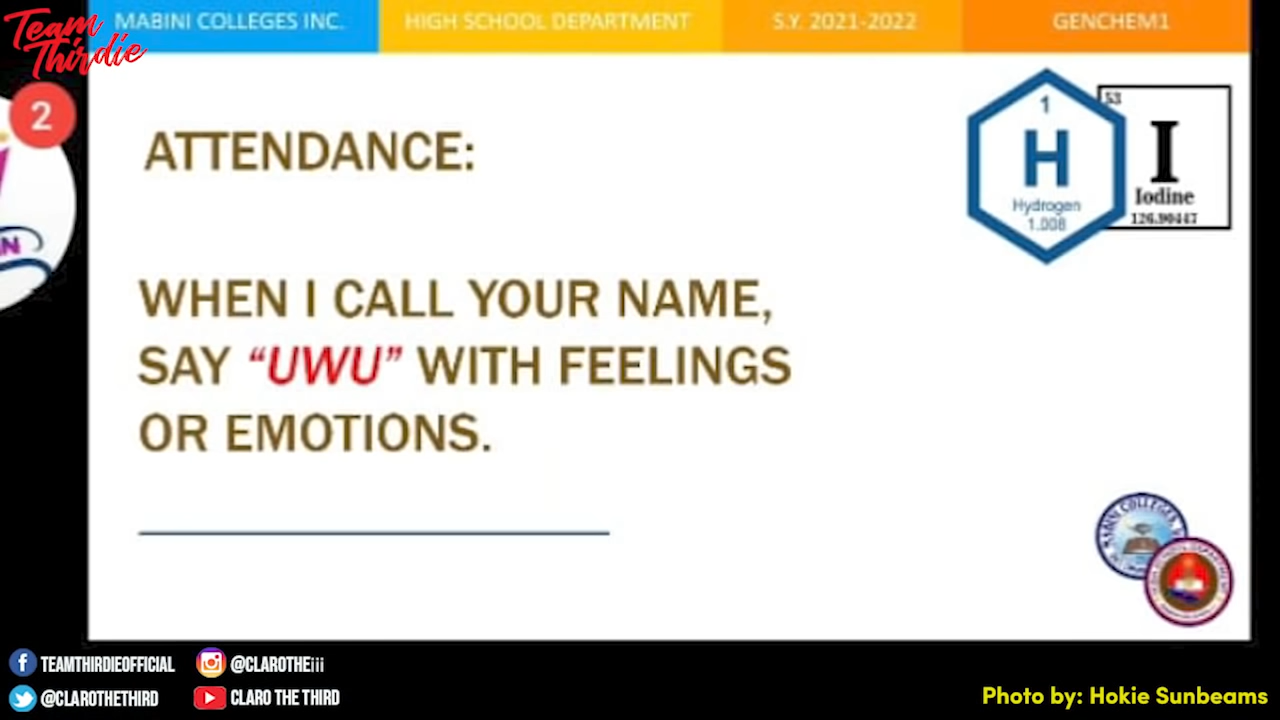 Team
Thirdie
MABINI COLLEGES INC.
HIGH SCHOOL DEPARTMENT
S.Y. 2021-2022
GENCHEM1
2
ATTENDANCE:
1
H
Hydrogen
1.008
53
I
Iodine
126.90447
WHEN I CALL YOUR NAME,
SAY “UWU” WITH FEELINGS
OR EMOTIONS.
MABINI COLLEGES,
TEAMTHIRDIEOFFICIAL
@CLAROTHEiii
@CLAROTHETHIRD
CLARO THE THIRD
Photo by: Hokie Sunbeams